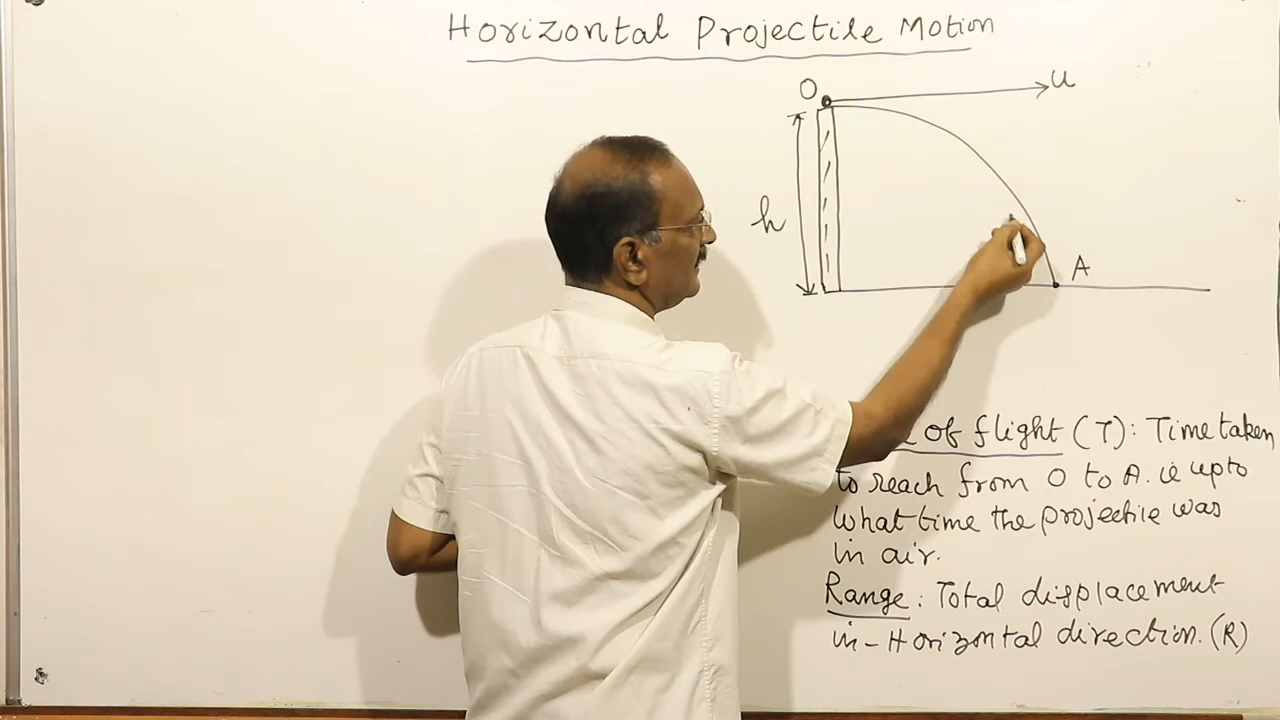 Horizontal Projectile Motion
O
u
h
A
of flight (T): Time taken
to reach from O to A. ie upto
what time the projectile was
in air.
Range: Total displacement
in-Horizontal direction. (R)